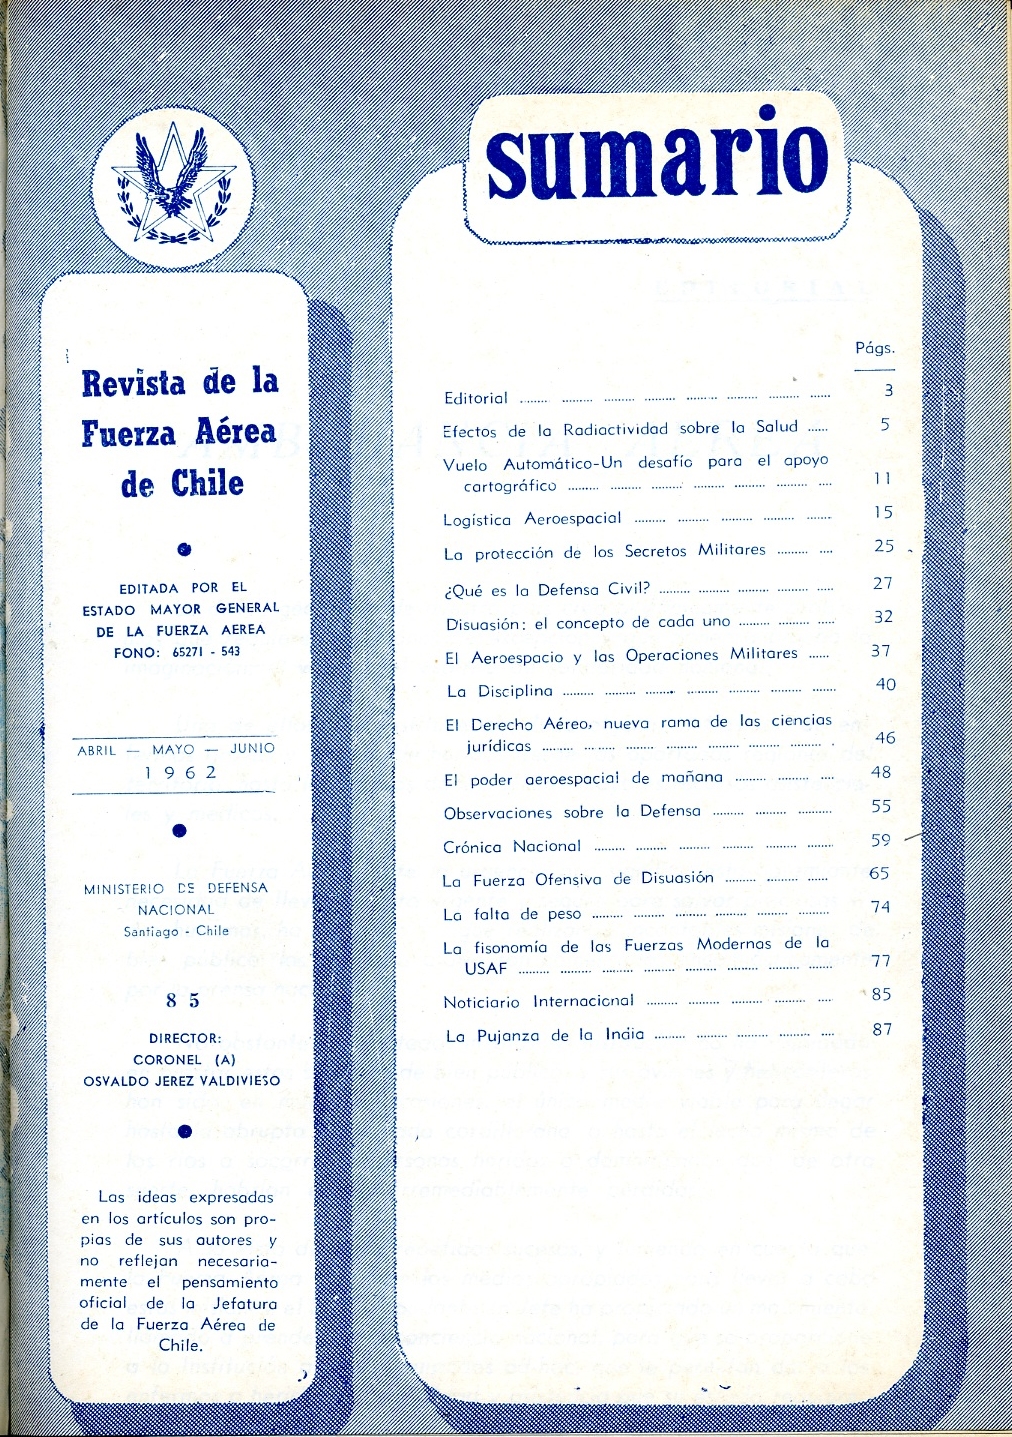 sumario
Revista de la
Fuerza Aérea
de Chile
EDITADA POR EL
ESTADO MAYOR GENERAL
DE LA FUERZA AEREA
FONO: 65271 - 543
ABRIL — MAYO — JUNIO
1962
MINISTERIO DE DEFENSA
NACIONAL
Santiago - Chile
85
DIRECTOR:
CORONEL (A)
OSVALDO JEREZ VALDIVIESO
Las ideas expresadas
en los artículos son pro-
pias de sus autores y
no reflejan necesaria-
mente el pensamiento
oficial de la Jefatura
de la Fuerza Aérea de
Chile.
Págs.
Editorial ........ 3
Efectos de la Radiactividad sobre la Salud ...... 5
Vuelo Automático-Un desafío para el apoyo
cartográfico ........ 11
Logística Aeroespacial ........ 15
La protección de los Secretos Militares ........ 25
¿Qué es la Defensa Civil? ........ 27
Disuasión: el concepto de cada uno ........ 32
El Aeroespacio y las Operaciones Militares ...... 37
La Disciplina ........ 40
El Derecho Aéreo, nueva rama de las ciencias
jurídicas ........ 46
El poder aeroespacial de mañana ........ 48
Observaciones sobre la Defensa ........ 55
Crónica Nacional ........ 59
La Fuerza Ofensiva de Disuasión ........ 65
La falta de peso ........ 74
La fisonomía de las Fuerzas Modernas de la
USAF ........ 77
Noticiario Internacional ........ 85
La Pujanza de la India ........ 87